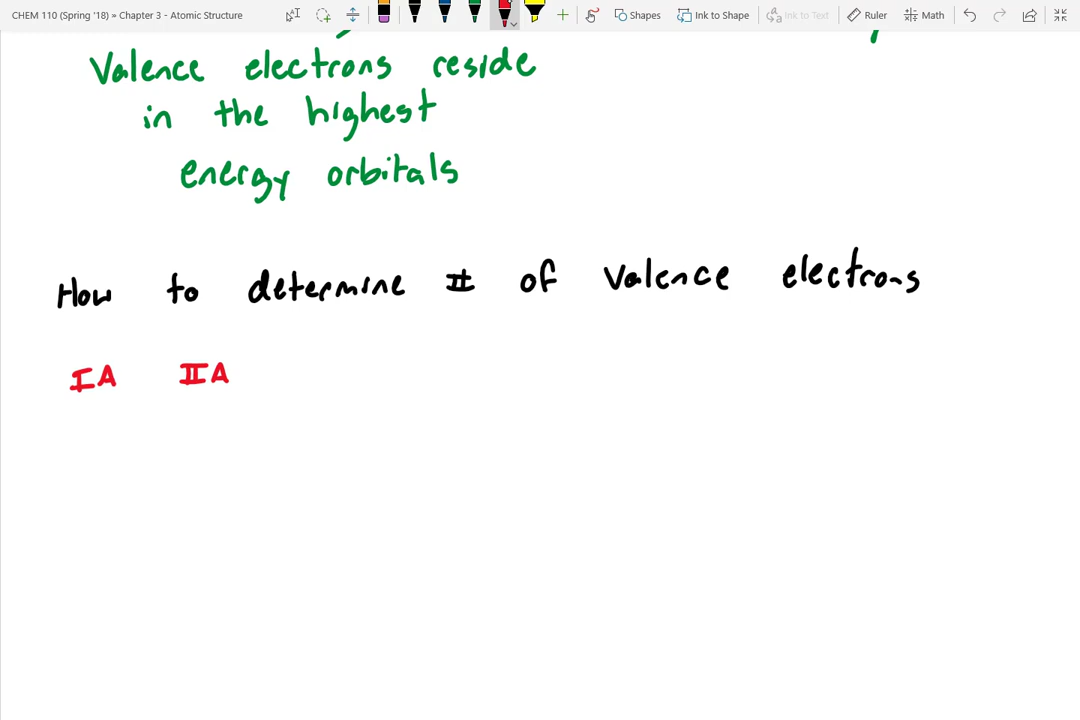 CHEM 110 (Spring '18) » Chapter 3 - Atomic Structure Shapes Ink to Shape Ink to Text Ruler Math
Valence electrons reside
in the highest
energy orbitals
How to determine # of valence electrons
IA IIA